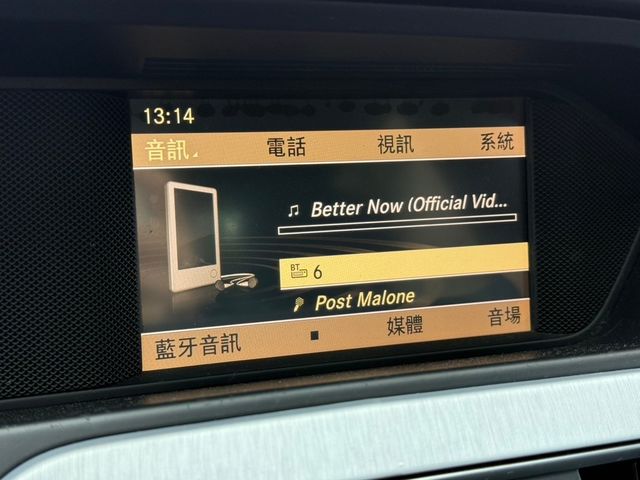 13:14
音訊 電話 視訊 系統
Better Now (Official Vid...
BT 6
Post Malone
藍牙音訊 ■ 媒體 音場